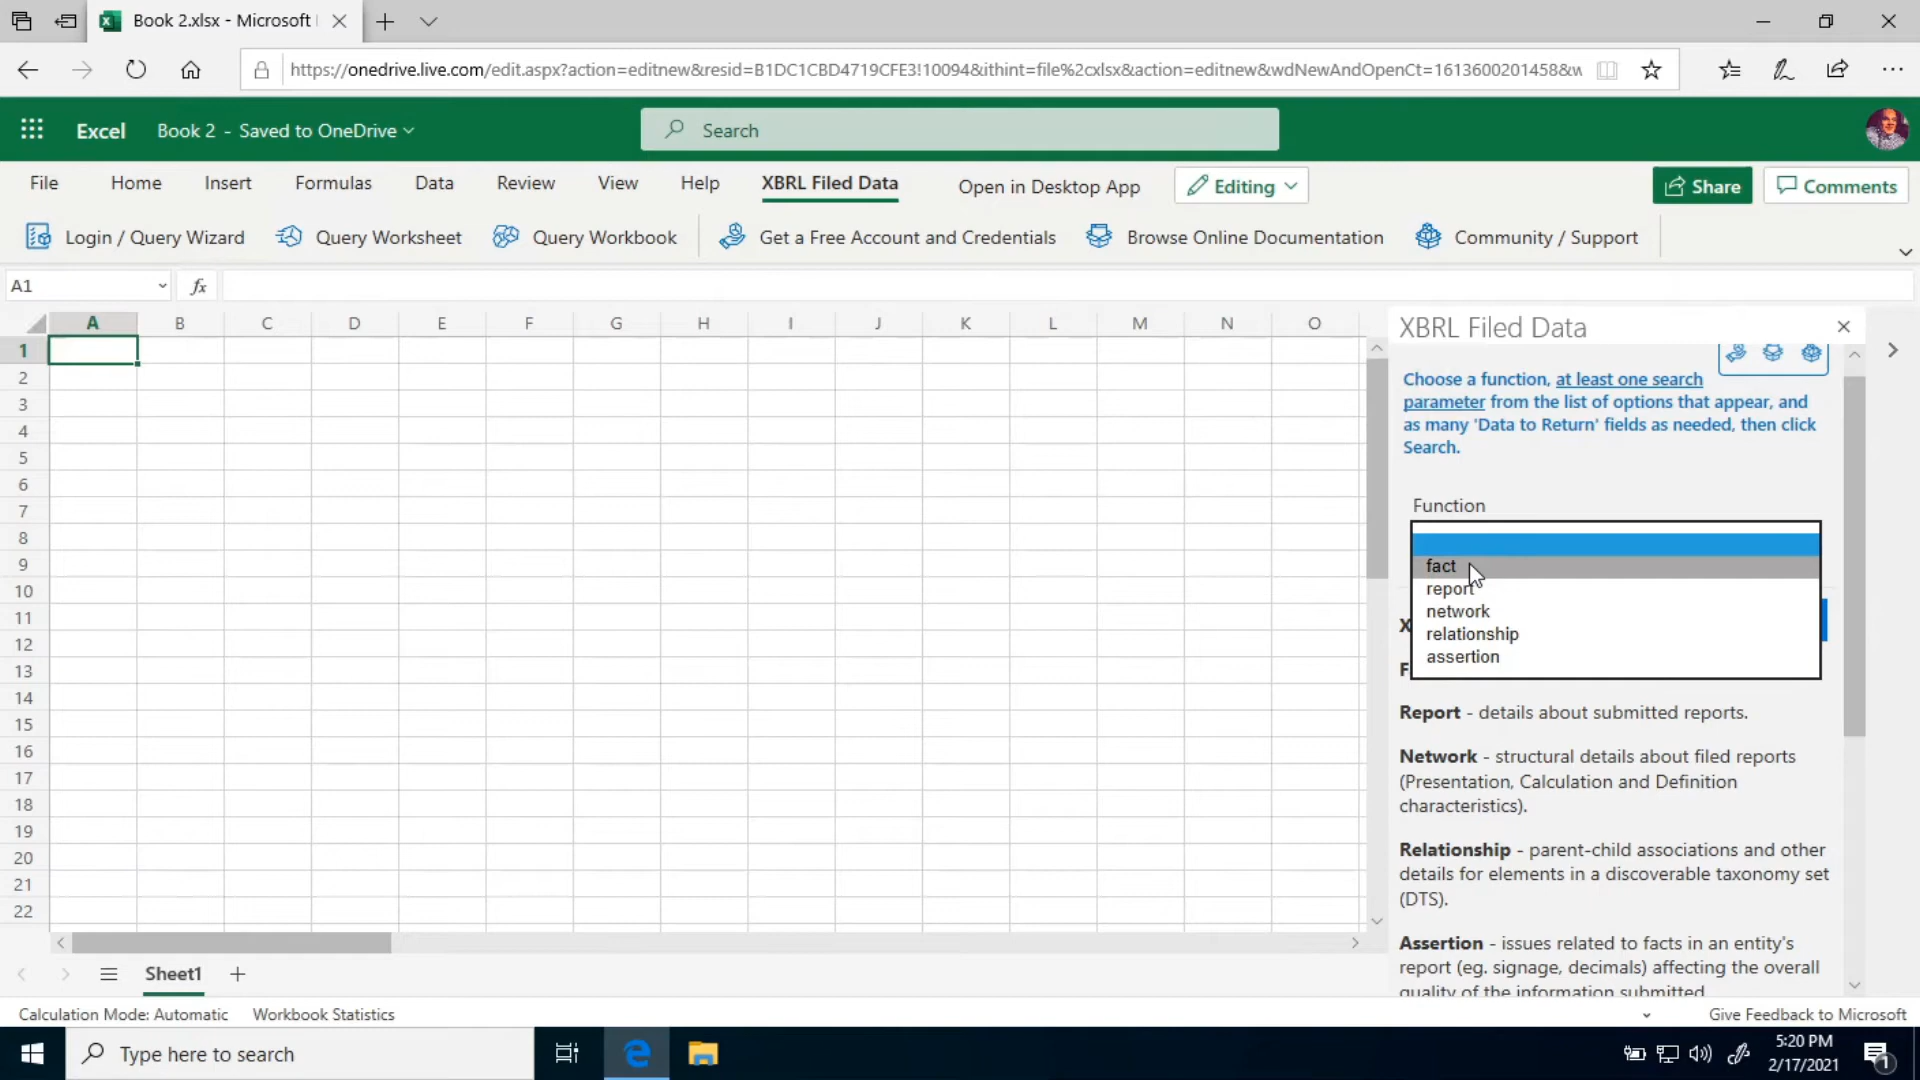 Book 2.xlsx - Microsoft
https://onedrive.live.com/edit.aspx?action=editnew&resid=B1DC1CBD4719CFE3!10094&ithint=file%2cxlsx&action=editnew&wdNewAndOpenCt=1613600201458&w
Excel Book 2 - Saved to OneDrive Search
File Home Insert Formulas Data Review View Help XBRL Filed Data Open in Desktop App Editing Share Comments
Login / Query Wizard Query Worksheet Query Workbook Get a Free Account and Credentials Browse Online Documentation Community / Support
A1 fx
A B C D E F G H I J K L M N O
1
2
3
4
5
6
7
8
9
10
11
12
13
14
15
16
17
18
19
20
21
22
XBRL Filed Data
Choose a function, at least one search
parameter from the list of options that appear, and
as many 'Data to Return' fields as needed, then click
Search.
Function
fact
report
network
relationship
assertion
X
F
Report - details about submitted reports.
Network - structural details about filed reports
(Presentation, Calculation and Definition
characteristics).
Relationship - parent-child associations and other
details for elements in a discoverable taxonomy set
(DTS).
Assertion - issues related to facts in an entity's
report (eg. signage, decimals) affecting the overall
quality of the information submitted
Sheet1
Calculation Mode: Automatic Workbook Statistics Give Feedback to Microsoft
Type here to search
5:20 PM
2/17/2021
1